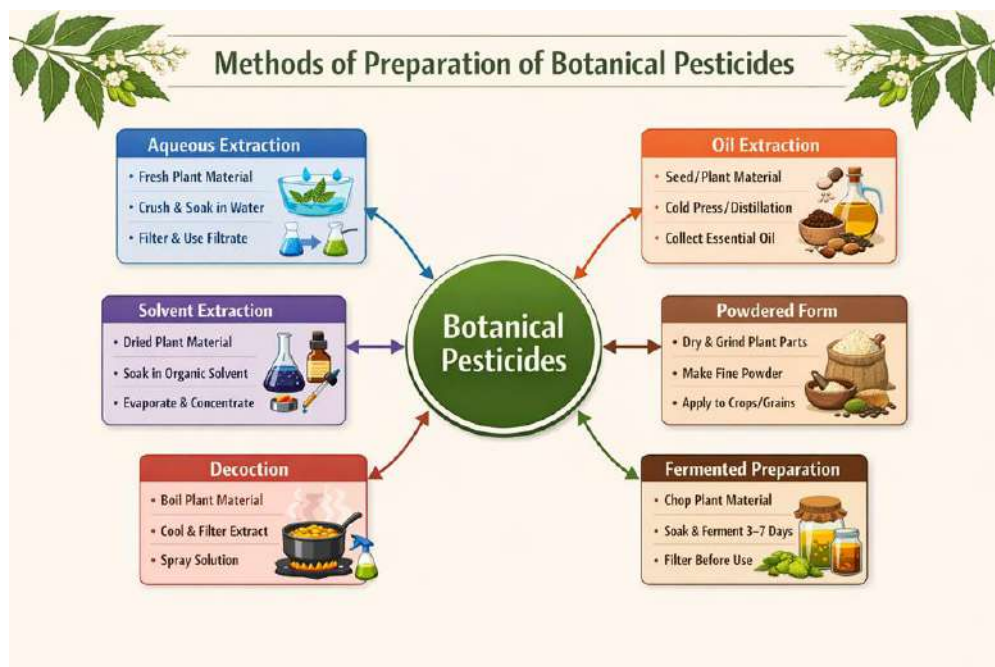 Methods of Preparation of Botanical Pesticides
Aqueous Extraction
• Fresh Plant Material
• Crush & Soak in Water
• Filter & Use Filtrate
Oil Extraction
• Seed/Plant Material
• Cold Press/Distillation
• Collect Essential Oil
Solvent Extraction
• Dried Plant Material
• Soak in Organic Solvent
• Evaporate & Concentrate
Botanical
Pesticides
Powdered Form
• Dry & Grind Plant Parts
• Make Fine Powder
• Apply to Crops/Grains
Decoction
• Boil Plant Material
• Cool & Filter Extract
• Spray Solution
Fermented Preparation
• Chop Plant Material
• Soak & Ferment 3–7 Days
• Filter Before Use